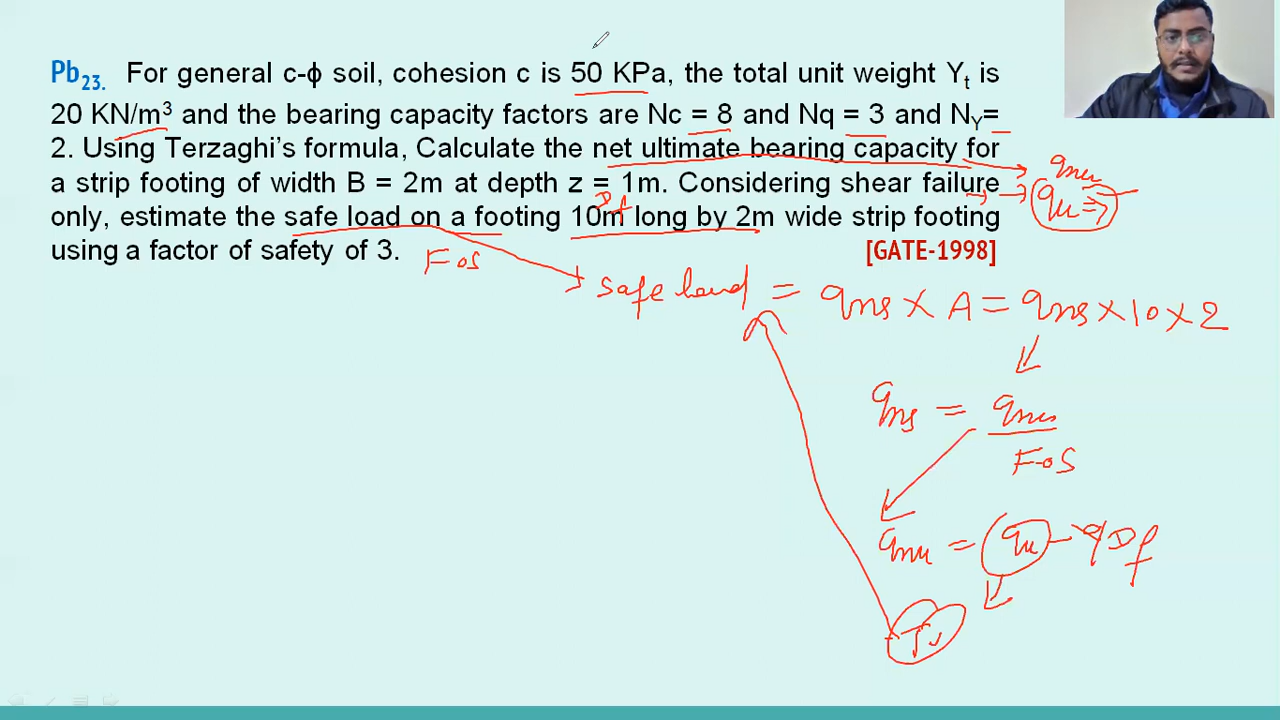 Pb23. For general c-ϕ soil, cohesion c is 50 KPa, the total unit weight Yt is
20 KN/m³ and the bearing capacity factors are Nc = 8 and Nq = 3 and NY=
2. Using Terzaghi's formula, Calculate the net ultimate bearing capacity for
a strip footing of width B = 2m at depth z = 1m. Considering shear failure
only, estimate the safe load on a footing 10m long by 2m wide strip footing
using a factor of safety of 3. [GATE-1998]
qnu
qu
Df
FOS
safe load = qns × A = qns × 10 × 2
qns = qnu
FOS
qnu = qu - γDf